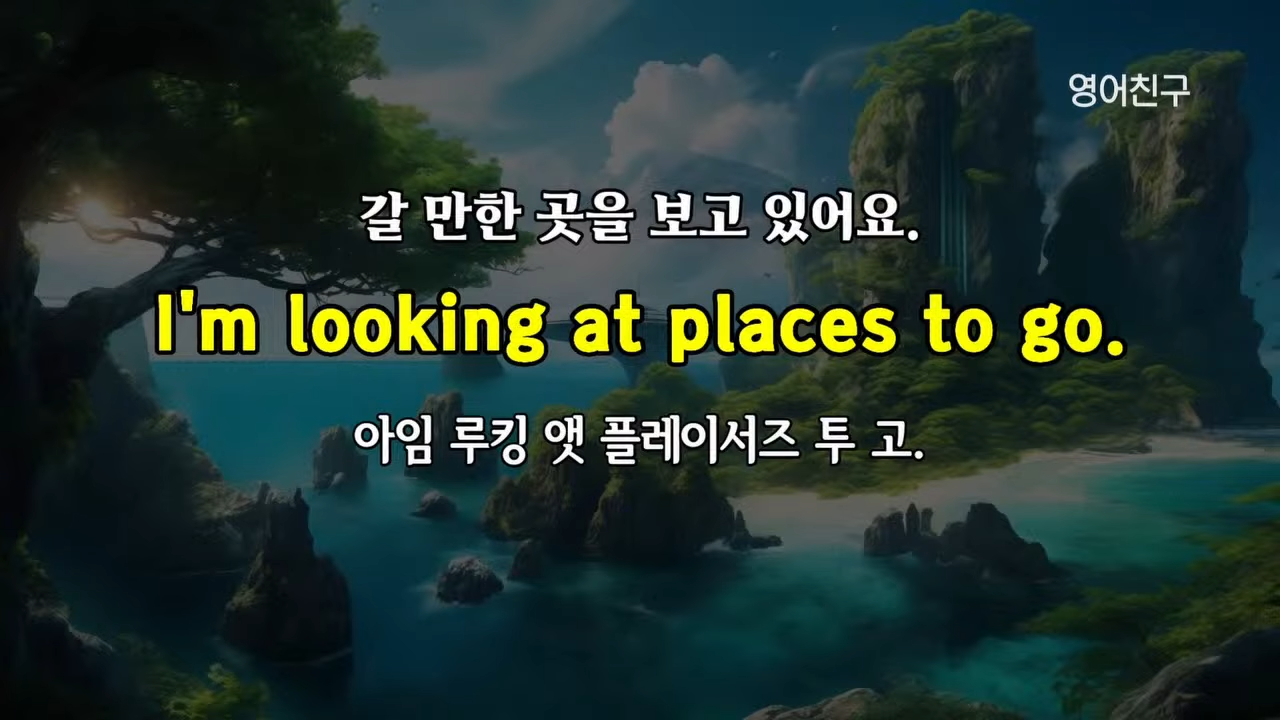 영어친구
갈 만한 곳을 보고 있어요.
I'm looking at places to go.
아임 루킹 앳 플레이서즈 투 고.